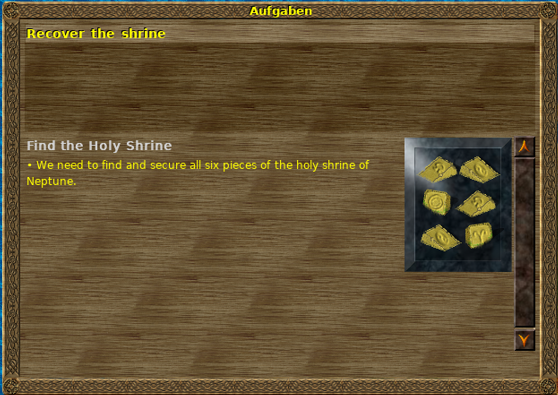 Aufgaben
Recover the shrine
Find the Holy Shrine
• We need to find and secure all six pieces of the holy shrine of
Neptune.